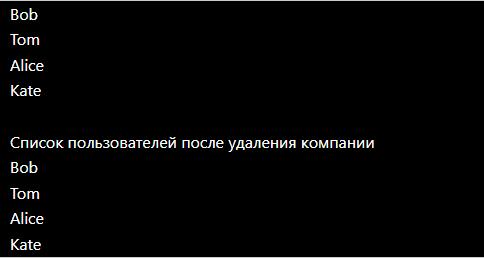 Bob
Tom
Alice
Kate
Список пользователей после удаления компании
Bob
Tom
Alice
Kate